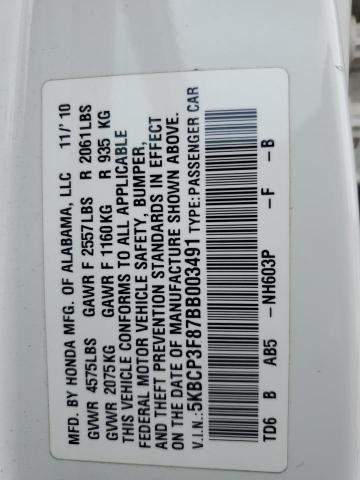 MFD. BY HONDA MFG. OF ALABAMA, LLC 11/'10
GVWR 4575LBS GAWR F 2557LBS R 2061LBS
GVWR 2075KG GAWR F 1160KG R 935 KG
THIS VEHICLE CONFORMS TO ALL APPLICABLE
FEDERAL MOTOR VEHICLE SAFETY, BUMPER,
AND THEFT PREVENTION STANDARDS IN EFFECT
ON THE DATE OF MANUFACTURE SHOWN ABOVE.
V.I.N.:5KBCP3F87BB003491 TYPE:PASSENGER CAR
TD6 B AB5 -NH603P -F -B